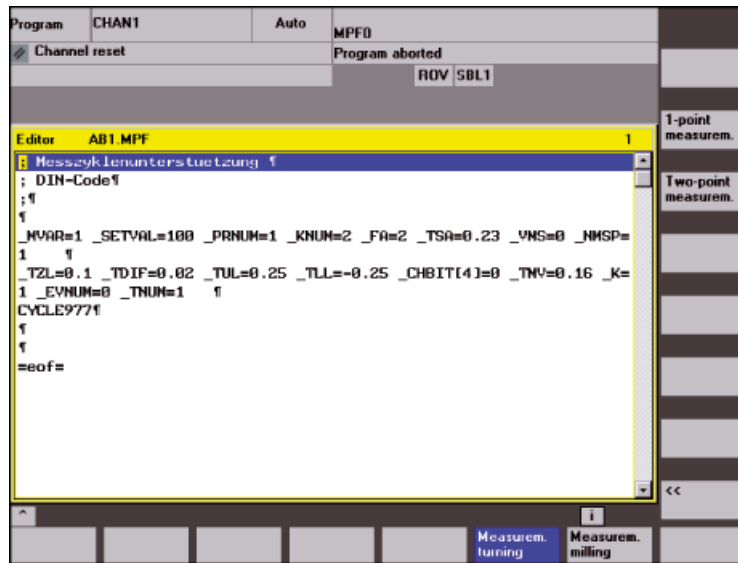 Program CHAN1 Auto MPF0
Channel reset Program aborted
ROV SBL1
1-point
measurem.
Editor AB1.MPF 1
; Messzyklenunterstuetzung ¶
; DIN-Code¶
;¶
¶
_MVAR=1 _SETVAL=100 _PRNUM=1 _KNUM=2 _FA=2 _TSA=0.23 _VMS=0 _NMSP=
1 ¶
_TZL=0.1 _TDIF=0.02 _TUL=0.25 _TLL=-0.25 _CHBIT[4]=0 _TMV=0.16 _K=
1 _EVNUM=0 _TNUM=1 ¶
CYCLE977¶
¶
¶
=eof=
Two-point
measurem.
<<
^ i
Measurem.
turning
Measurem.
milling